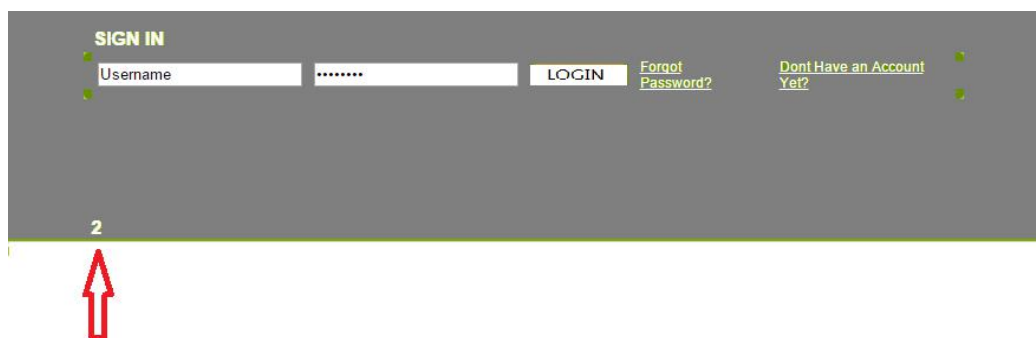 SIGN IN
Username •••••••• LOGIN Forgot Password? Dont Have an Account Yet?
2